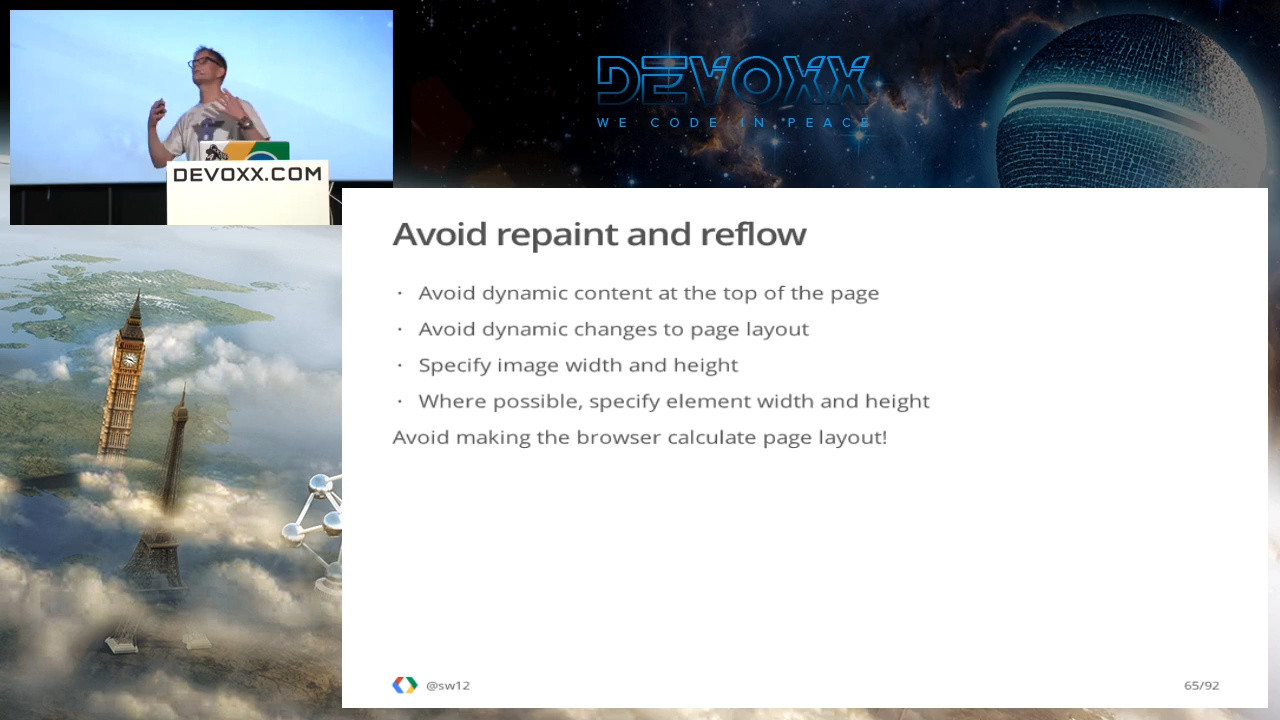 DEVOXX
WE CODE IN PEACE
DEVOXX.COM
Avoid repaint and reflow
· Avoid dynamic content at the top of the page
· Avoid dynamic changes to page layout
· Specify image width and height
· Where possible, specify element width and height
Avoid making the browser calculate page layout!
@sw12
65/92